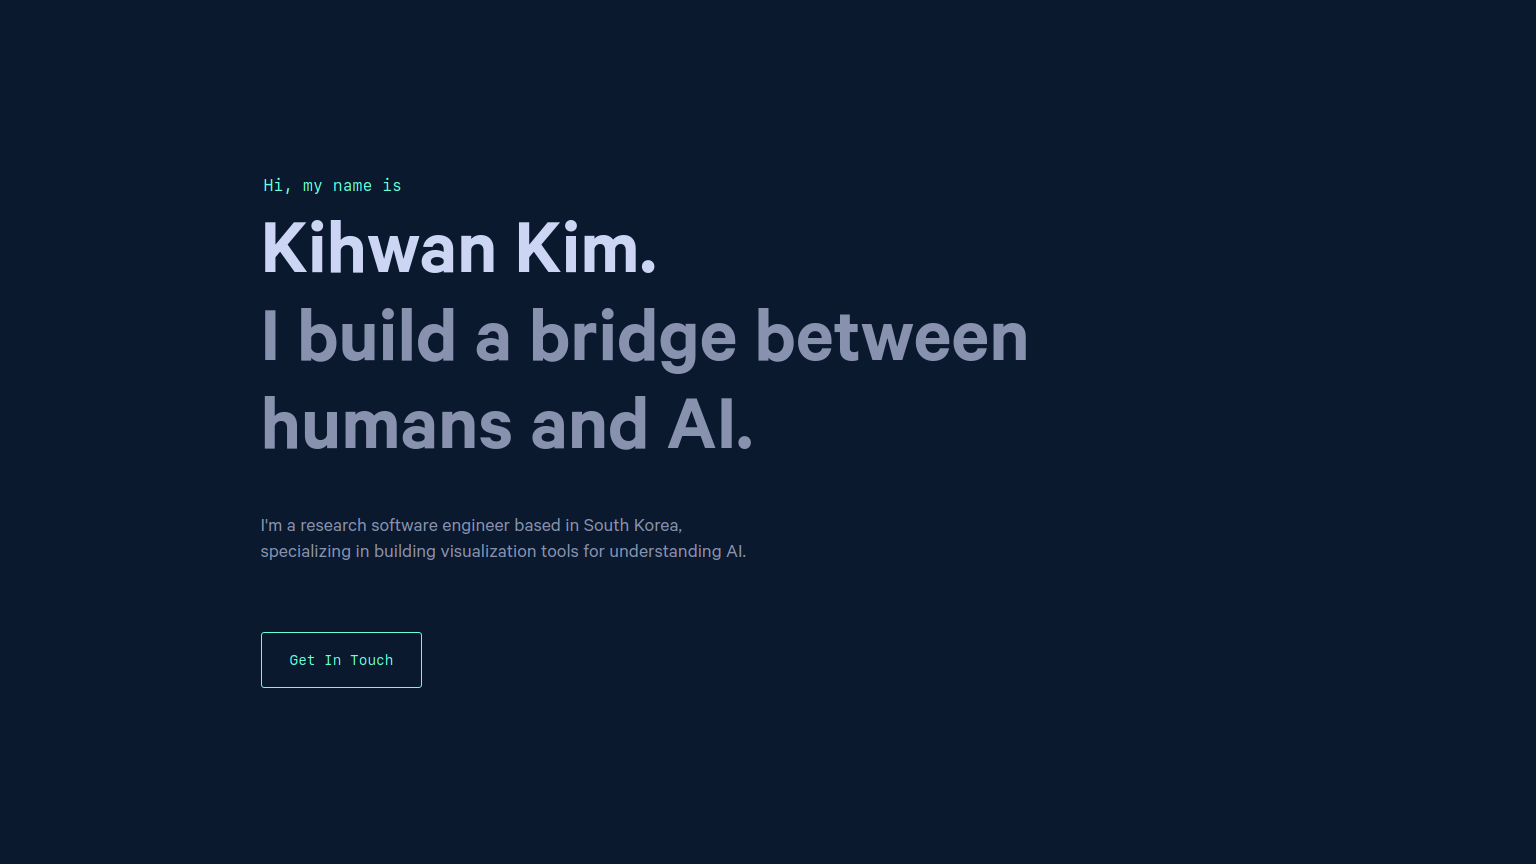 Hi, my name is
Kihwan Kim.
I build a bridge between
humans and AI.
I'm a research software engineer based in South Korea,
specializing in building visualization tools for understanding AI.
Get In Touch